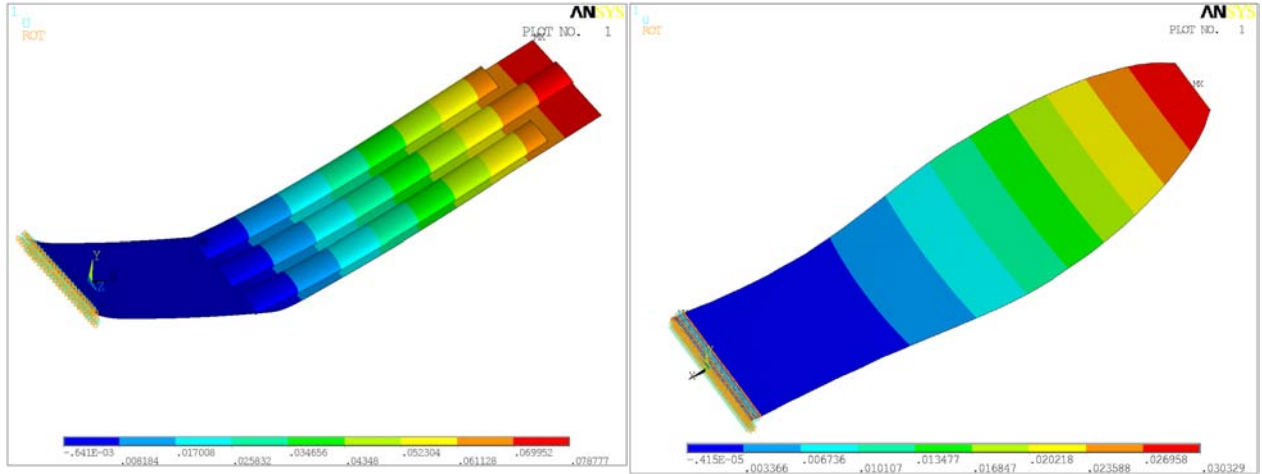 1
U
ROT
ANSYS
PLOT NO. 1
MX
Y
Z
-.641E-03 .017008 .034656 .052304 .069952
.008184 .025832 .04348 .061128 .078777
1
U
ROT
ANSYS
PLOT NO. 1
MX
X
-.415E-05 .006736 .013477 .020218 .026958
.003366 .010107 .016847 .023588 .030329